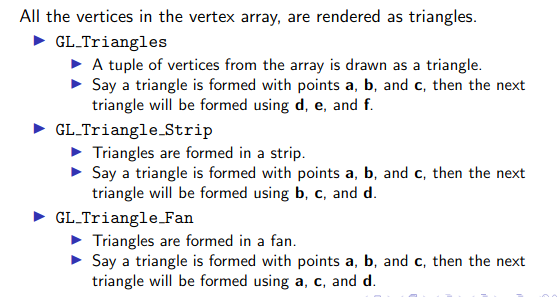 All the vertices in the vertex array, are rendered as triangles.
GL_Triangles
A tuple of vertices from the array is drawn as a triangle.
Say a triangle is formed with points a, b, and c, then the next
triangle will be formed using d, e, and f.
GL_Triangle_Strip
Triangles are formed in a strip.
Say a triangle is formed with points a, b, and c, then the next
triangle will be formed using b, c, and d.
GL_Triangle_Fan
Triangles are formed in a fan.
Say a triangle is formed with points a, b, and c, then the next
triangle will be formed using a, c, and d.